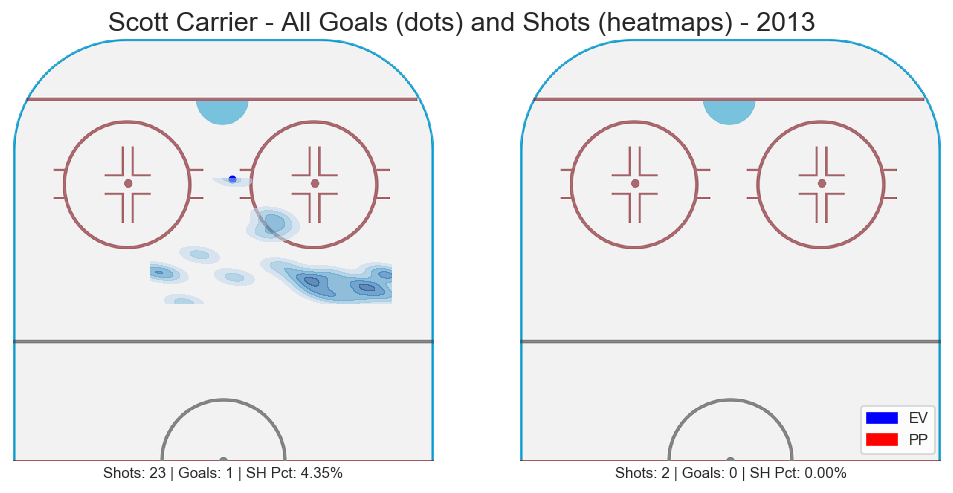 Scott Carrier - All Goals (dots) and Shots (heatmaps) - 2013
EV
PP
Shots: 23 | Goals: 1 | SH Pct: 4.35%
Shots: 2 | Goals: 0 | SH Pct: 0.00%